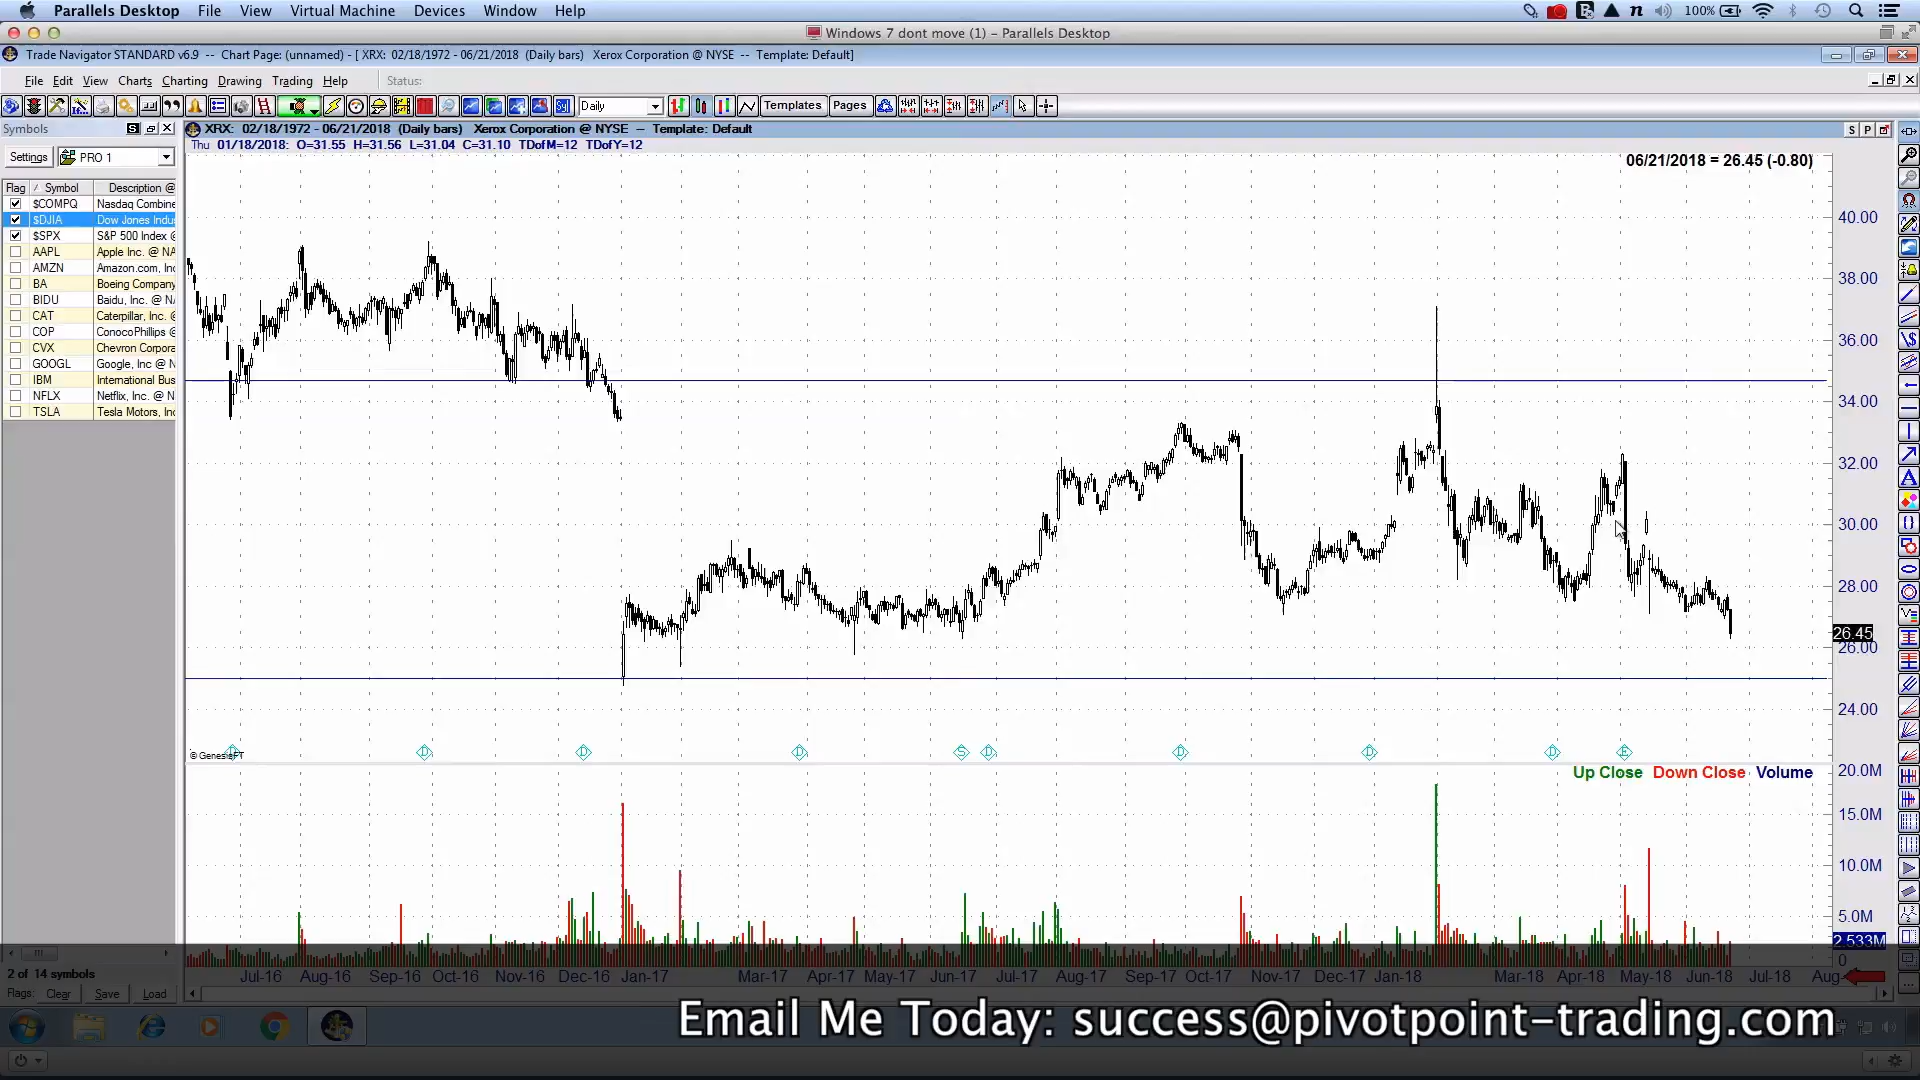 Parallels Desktop File View Virtual Machine Devices Window Help 100%
Windows 7 dont move (1) - Parallels Desktop
Trade Navigator STANDARD v6.9 -- Chart Page: (unnamed) - [ XRX: 02/18/1972 - 06/21/2018 (Daily bars) Xerox Corporation @ NYSE -- Template: Default]
File Edit View Charts Charting Drawing Trading Help Status:
Daily Templates Pages
Symbols S XRX: 02/18/1972 - 06/21/2018 (Daily bars) Xerox Corporation @ NYSE -- Template: Default S P
Thu 01/18/2018: O=31.55 H=31.56 L=31.04 C=31.10 TDofM=12 TDofY=12
Settings PRO 1
06/21/2018 = 26.45 (-0.80)
Flag Symbol Description @
$COMPQ Nasdaq Combine
$DJIA Dow Jones Indu
$SPX S&P 500 Index @
AAPL Apple Inc. @ NA
AMZN Amazon.com, Inc
BA Boeing Company
BIDU Baidu, Inc. @ N
CAT Caterpillar, Inc. @
COP ConocoPhillips @
CVX Chevron Corpora
GOOGL Google, Inc @ N
IBM International Bus
NFLX Netflix, Inc. @ N
TSLA Tesla Motors, Inc
40.00
38.00
36.00
34.00
32.00
30.00
28.00
26.45
26.00
24.00
© GenesisFT D D D S D D D D E
Up Close Down Close Volume
20.0M
15.0M
10.0M
5.0M
2.533M
0
Jul-16 Aug-16 Sep-16 Oct-16 Nov-16 Dec-16 Jan-17 Mar-17 Apr-17 May-17 Jun-17 Jul-17 Aug-17 Sep-17 Oct-17 Nov-17 Dec-17 Jan-18 Mar-18 Apr-18 May-18 Jun-18 Jul-18 Aug-
2 of 14 symbols
Flags: Clear Save Load
Email Me Today: success@pivotpoint-trading.com